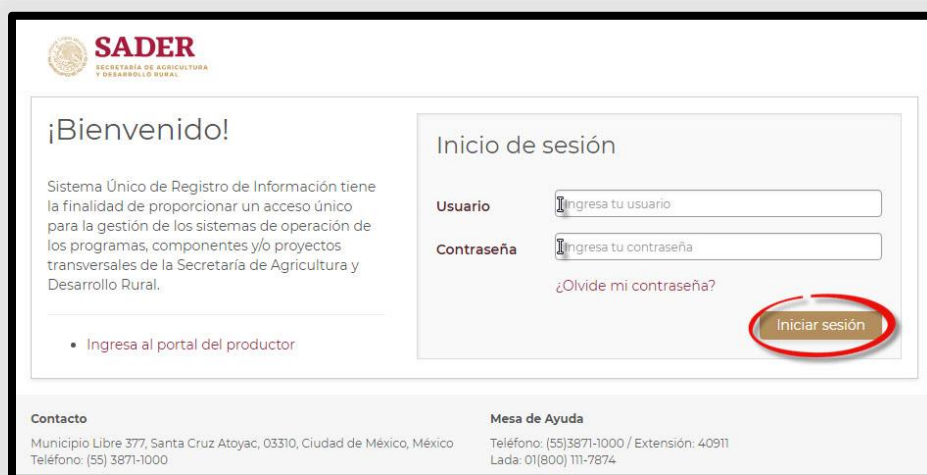 SADER
SECRETARÍA DE AGRICULTURA
Y DESARROLLO RURAL
¡Bienvenido!
Sistema Único de Registro de Información tiene
la finalidad de proporcionar un acceso único
para la gestión de los sistemas de operación de
los programas, componentes y/o proyectos
transversales de la Secretaría de Agricultura y
Desarrollo Rural.
Ingresa al portal del productor
Inicio de sesión
Usuario
Ingresa tu usuario
Contraseña
Ingresa tu contraseña
¿Olvide mi contraseña?
Iniciar sesión
Contacto
Municipio Libre 377, Santa Cruz Atoyac, 03310, Ciudad de México, México
Teléfono: (55) 3871-1000
Mesa de Ayuda
Teléfono: (55)3871-1000 / Extensión: 40911
Lada: 01(800) 111-7874